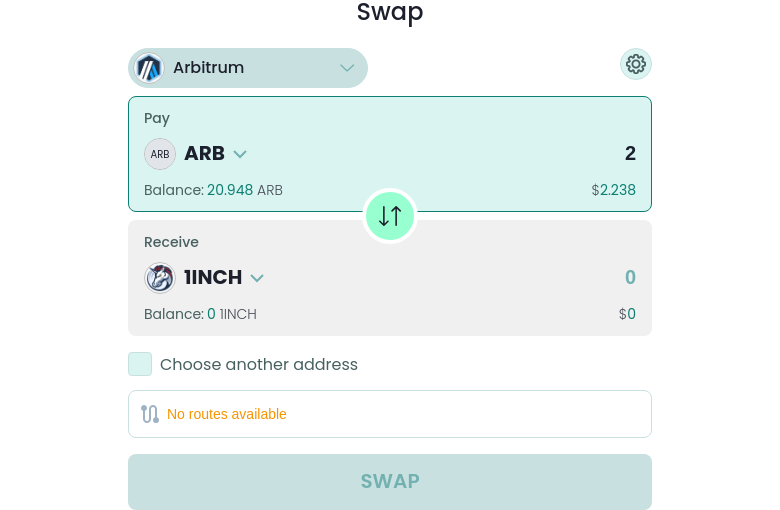 Swap
Arbitrum
Pay
ARB ARB 2
Balance: 20.948 ARB $2.238
Receive
1INCH 0
Balance: 0 1INCH $0
Choose another address
No routes available
SWAP